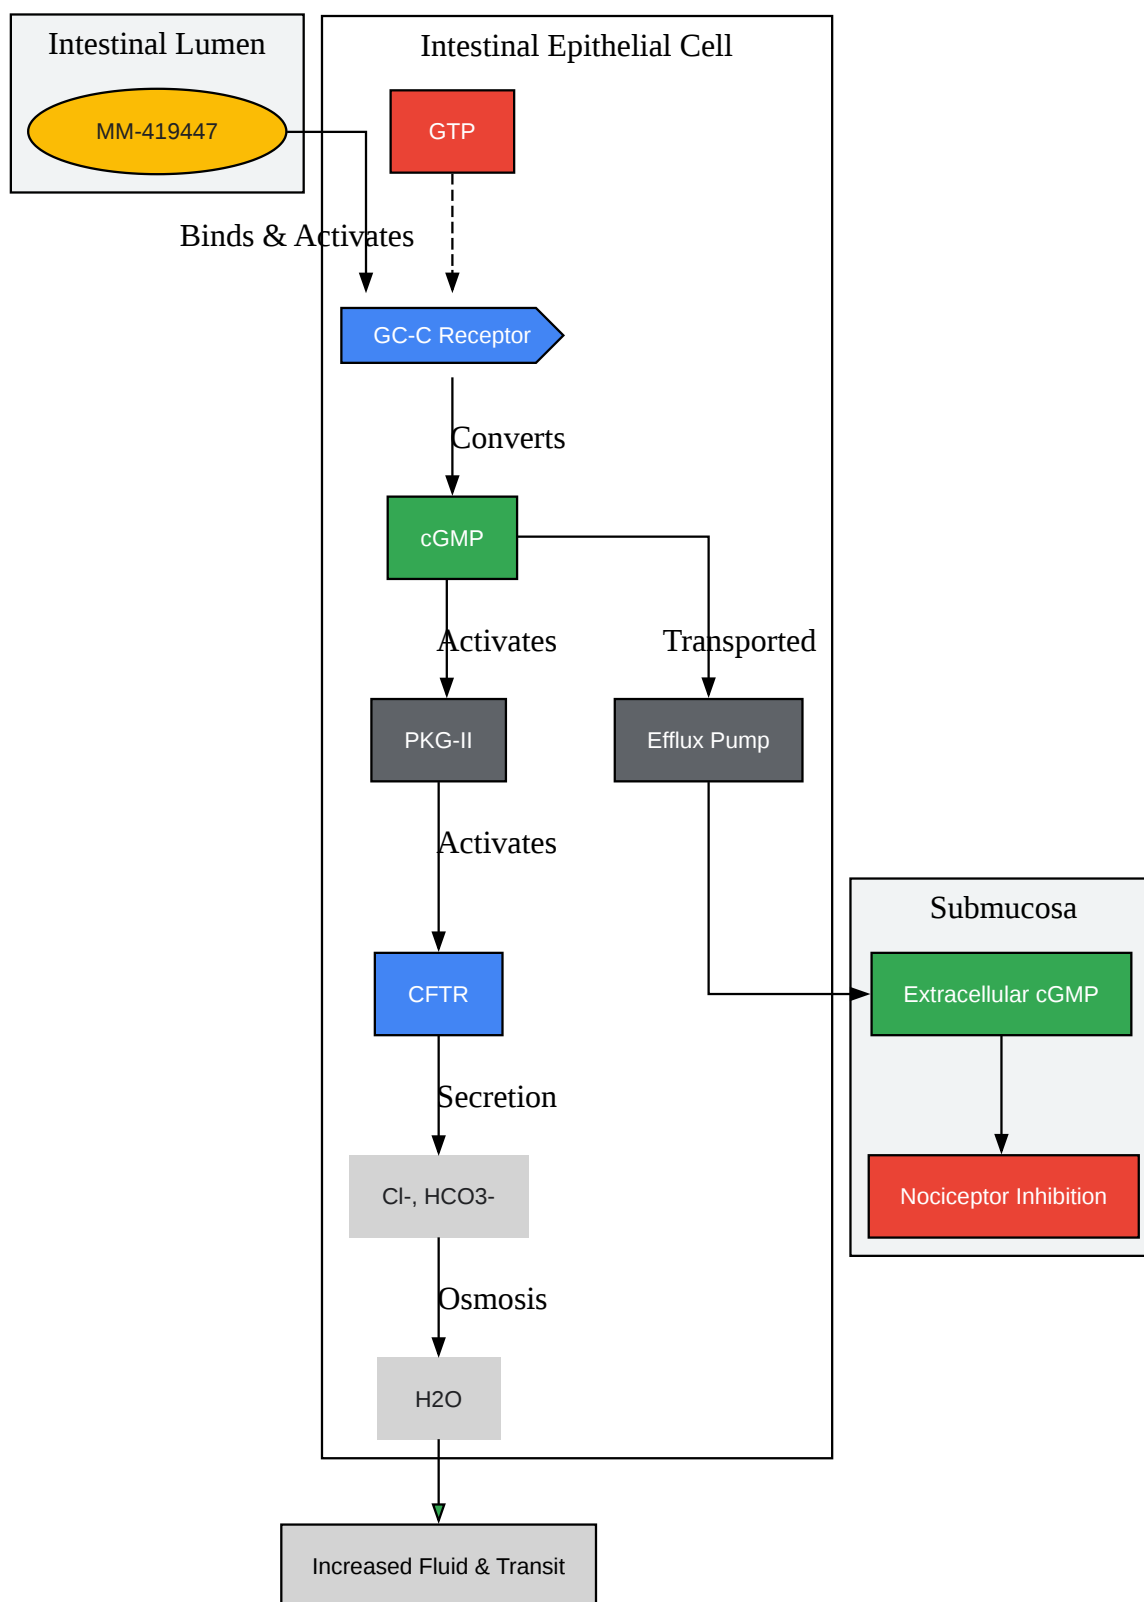 Intestinal Lumen
Intestinal Epithelial Cell
MM-419447
GTP
Binds & Activates
GC-C Receptor
Converts
cGMP
Activates
Transported
PKG-II
Efflux Pump
Activates
Submucosa
CFTR
Extracellular cGMP
Secretion
Cl-, HCO3-
Nociceptor Inhibition
Osmosis
H2O
Increased Fluid & Transit